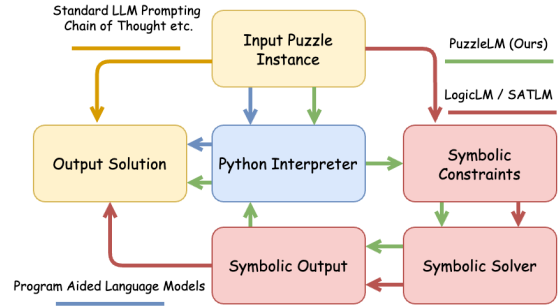 Standard LLM Prompting
Chain of Thought etc.
Input Puzzle
Instance
PuzzleLM (Ours)
LogicLM / SATLM
Output Solution
Python Interpreter
Symbolic
Constraints
Symbolic Output
Symbolic Solver
Program Aided Language Models